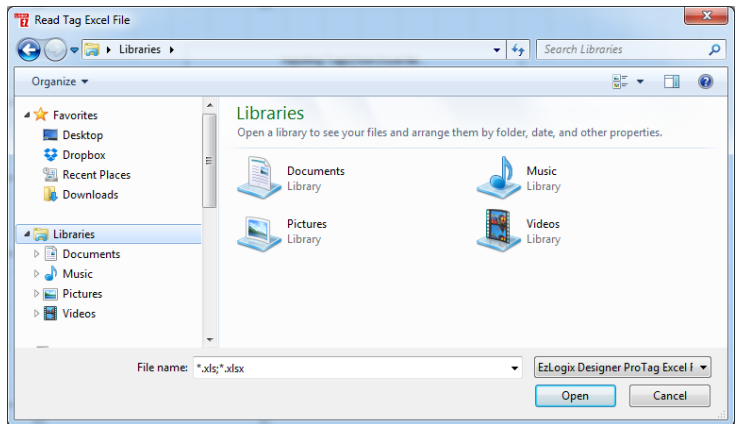 Read Tag Excel File
Libraries
Search Libraries
Organize
Favorites
Desktop
Dropbox
Recent Places
Downloads
Libraries
Documents
Music
Pictures
Videos
Libraries
Open a library to see your files and arrange them by folder, date, and other properties.
Documents
Library
Music
Library
Pictures
Library
Videos
Library
File name: *.xls;*.xlsx
EzLogix Designer ProTag Excel F
Open Cancel